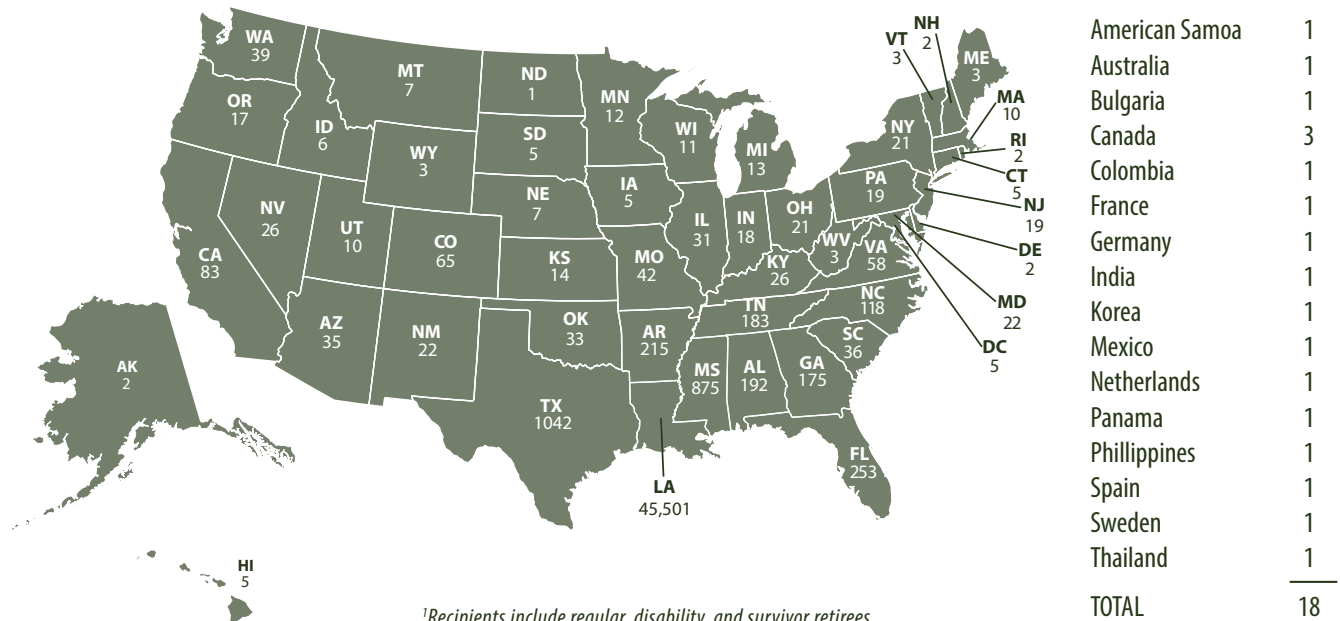 WA
39
OR
17
ID
6
MT
7
ND
1
SD
5
WY
3
NE
7
MN
12
WI
11
IA
5
MI
13
NV
26
UT
10
CO
65
CA
83
KS
14
MO
42
IL
31
IN
18
OH
21
KY
26
WV
3
VA
58
PA
19
NY
21
VT
3
NH
2
ME
3
MA
10
RI
2
CT
5
NJ
19
DE
2
MD
22
DC
5
AZ
35
NM
22
OK
33
AR
215
TN
183
NC
118
SC
36
MS
875
AL
192
GA
175
TX
1042
FL
253
LA
45,501
AK
2
HI
5
American Samoa 1
Australia 1
Bulgaria 1
Canada 3
Colombia 1
France 1
Germany 1
India 1
Korea 1
Mexico 1
Netherlands 1
Panama 1
Phillippines 1
Spain 1
Sweden 1
Thailand 1
TOTAL 18
1Recipients include regular, disability, and survivor retirees